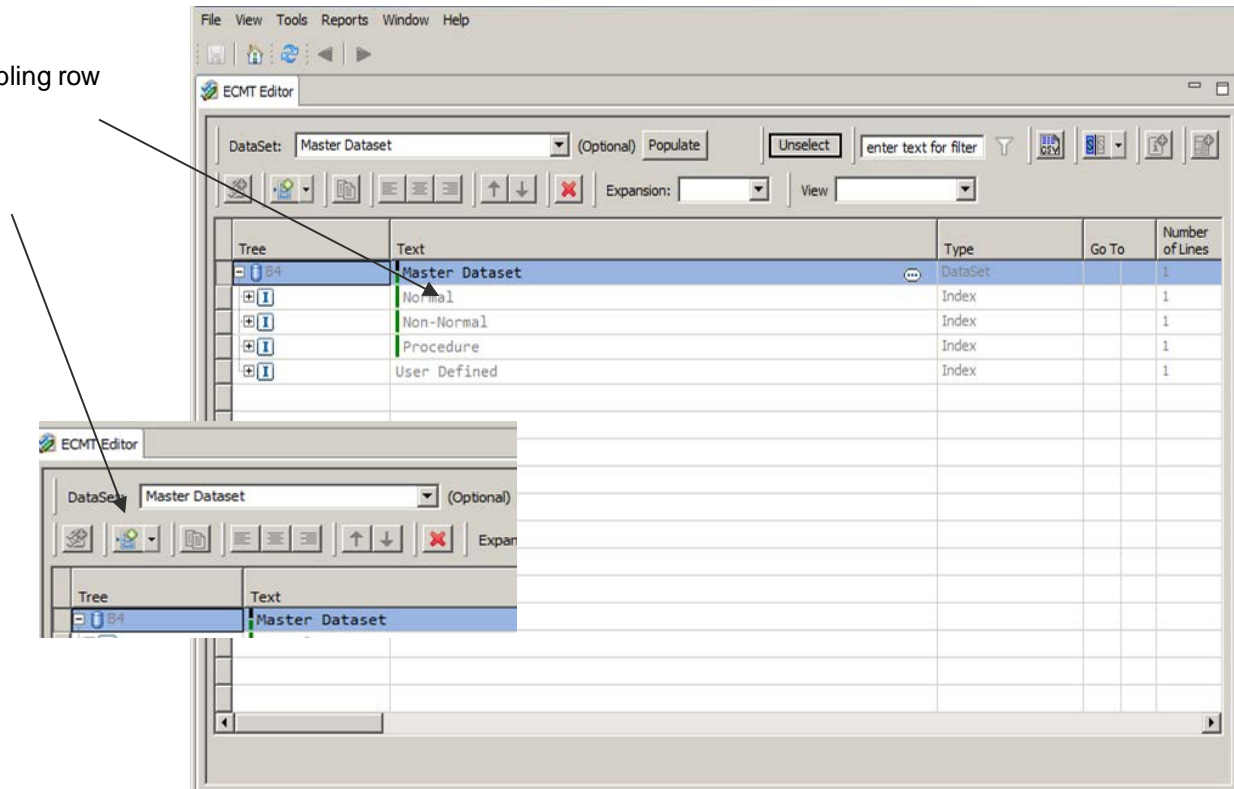 File View Tools Reports Window Help
row
ECMT Editor
DataSet: Master Dataset (Optional) Populate Unselect enter text for filter CSV
Expansion: View
Tree Text Type Go To Number of Lines
B4 Master Dataset DataSet 1
I Normal Index 1
I Non-Normal Index 1
I Procedure Index 1
I User Defined Index 1
ECMT Editor
DataSet: Master Dataset (Optional)
Expan
Tree Text
B4 Master Dataset